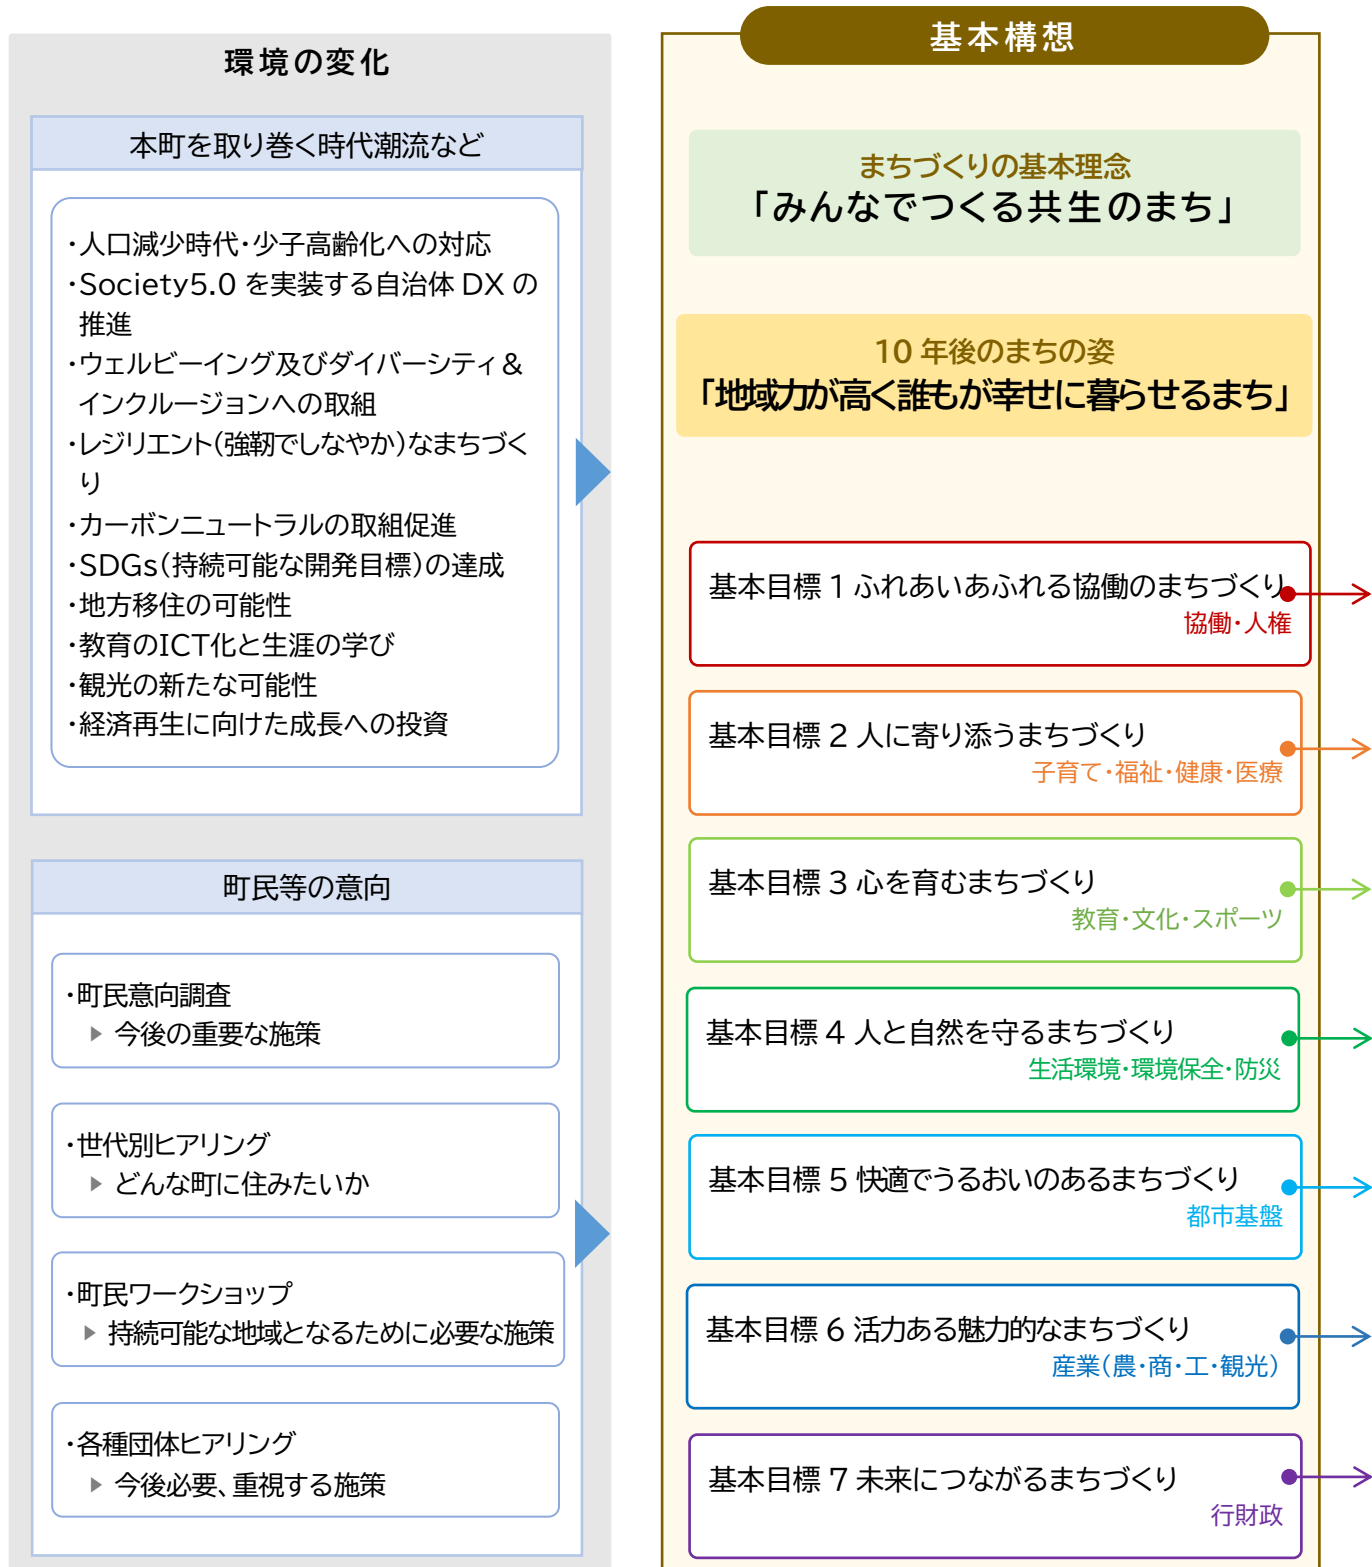 環境の変化
本町を取り巻く時代潮流など
・人口減少時代・少子高齢化への対応
・Society5.0 を実装する自治体 DX の
推進
・ウェルビーイング及びダイバーシティ＆
インクルージョンへの取組
・レジリエント（強靭でしなやか）なまちづく
り
・カーボンニュートラルの取組促進
・SDGs（持続可能な開発目標）の達成
・地方移住の可能性
・教育のICT化と生涯の学び
・観光の新たな可能性
・経済再生に向けた成長への投資
町民等の意向
・町民意向調査
▶ 今後の重要な施策
・世代別ヒアリング
▶ どんな町に住みたいか
・町民ワークショップ
▶ 持続可能な地域となるために必要な施策
・各種団体ヒアリング
▶ 今後必要、重視する施策
基本構想
まちづくりの基本理念
「みんなでつくる共生のまち」
10 年後のまちの姿
「地域力が高く誰もが幸せに暮らせるまち」
基本目標 1 ふれあいあふれる協働のまちづくり
協働・人権
基本目標 2 人に寄り添うまちづくり
子育て・福祉・健康・医療
基本目標 3 心を育むまちづくり
教育・文化・スポーツ
基本目標 4 人と自然を守るまちづくり
生活環境・環境保全・防災
基本目標 5 快適でうるおいのあるまちづくり
都市基盤
基本目標 6 活力ある魅力的なまちづくり
産業（農・商・工・観光）
基本目標 7 未来につながるまちづくり
行財政